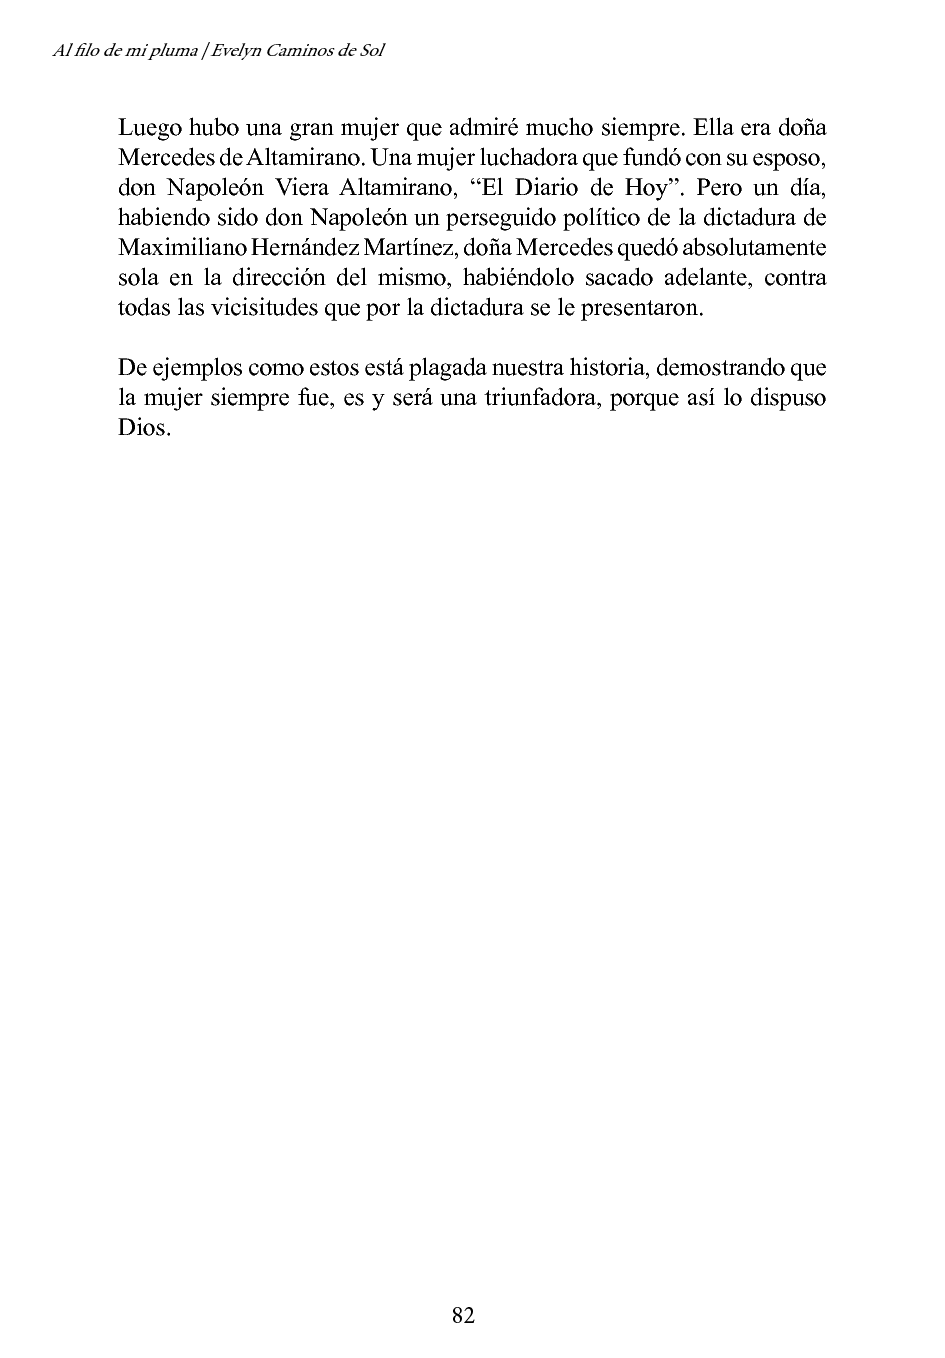 Al filo de mi pluma / Evelyn Caminos de Sol
Luego hubo una gran mujer que admiré mucho siempre. Ella era doña
Mercedes de Altamirano. Una mujer luchadora que fundó con su esposo,
don Napoleón Viera Altamirano, “El Diario de Hoy”. Pero un día,
habiendo sido don Napoleón un perseguido político de la dictadura de
Maximiliano Hernández Martínez, doña Mercedes quedó absolutamente
sola en la dirección del mismo, habiéndolo sacado adelante, contra
todas las vicisitudes que por la dictadura se le presentaron.
De ejemplos como estos está plagada nuestra historia, demostrando que
la mujer siempre fue, es y será una triunfadora, porque así lo dispuso
Dios.
82